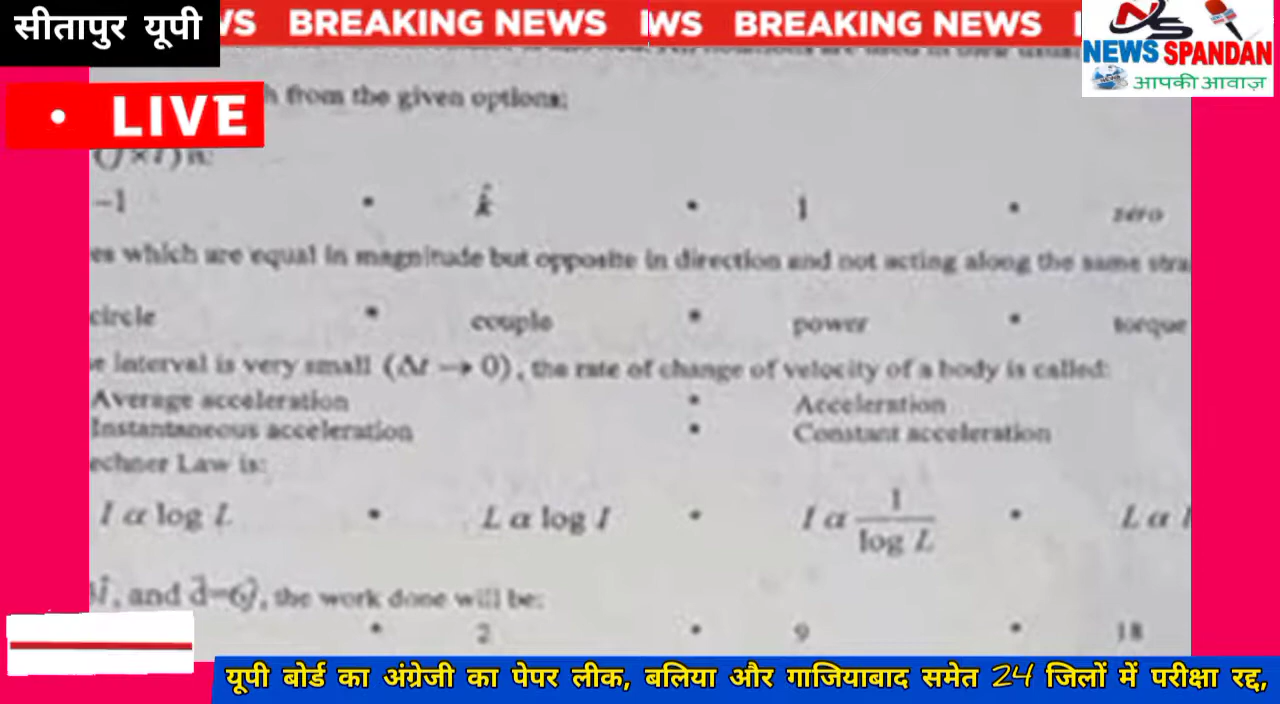 सीतापुर यूपी
WS BREAKING NEWS WS BREAKING NEWS
NEWS SPANDAN
आपकी आवाज़
LIVE
from the given options;
is:
–1 • k̂ • 1 • zero
es which are equal in magnitude but opposite in direction and not acting along the same stra
circle • couple • power • torque
e interval is very small (Δt → 0), the rate of change of velocity of a body is called:
Average acceleration • Acceleration
Instantaneous acceleration • Constant acceleration
echner Law is:
I α log L • L α log I • I α 1/log L • L α
î, and d=6ĵ, the work done will be:
• 2 • 9 • 18
यूपी बोर्ड का अंग्रेजी का पेपर लीक, बलिया और गाजियाबाद समेत 24 जिलों में परीक्षा रद्द,